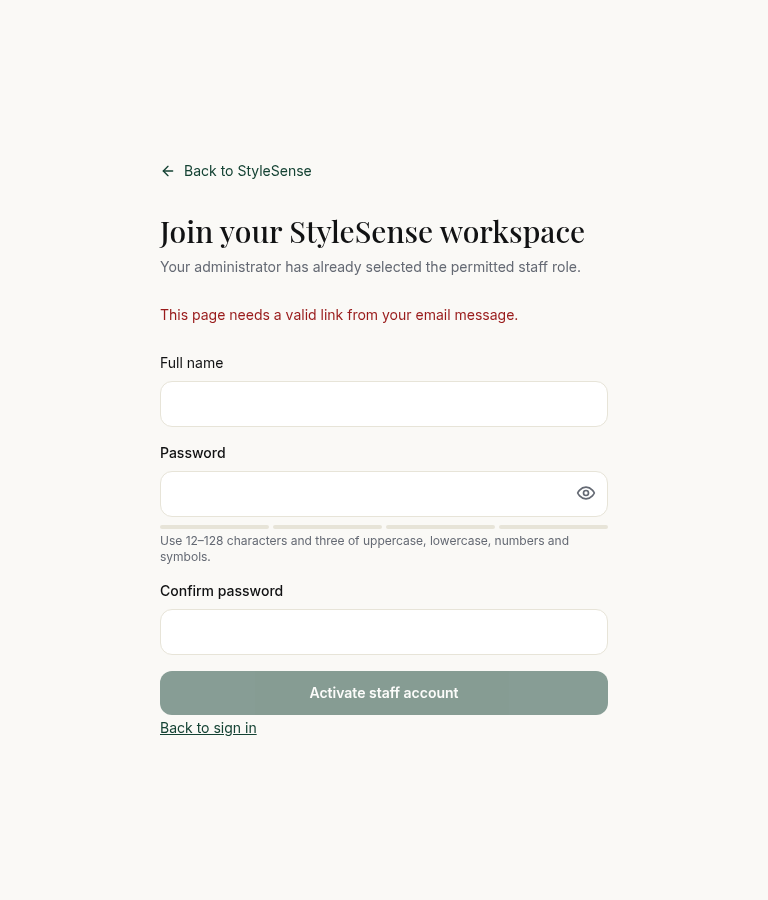 Back to StyleSense
Join your StyleSense workspace
Your administrator has already selected the permitted staff role.
This page needs a valid link from your email message.
Full name
Password
Use 12–128 characters and three of uppercase, lowercase, numbers and
symbols.
Confirm password
Activate staff account
Back to sign in